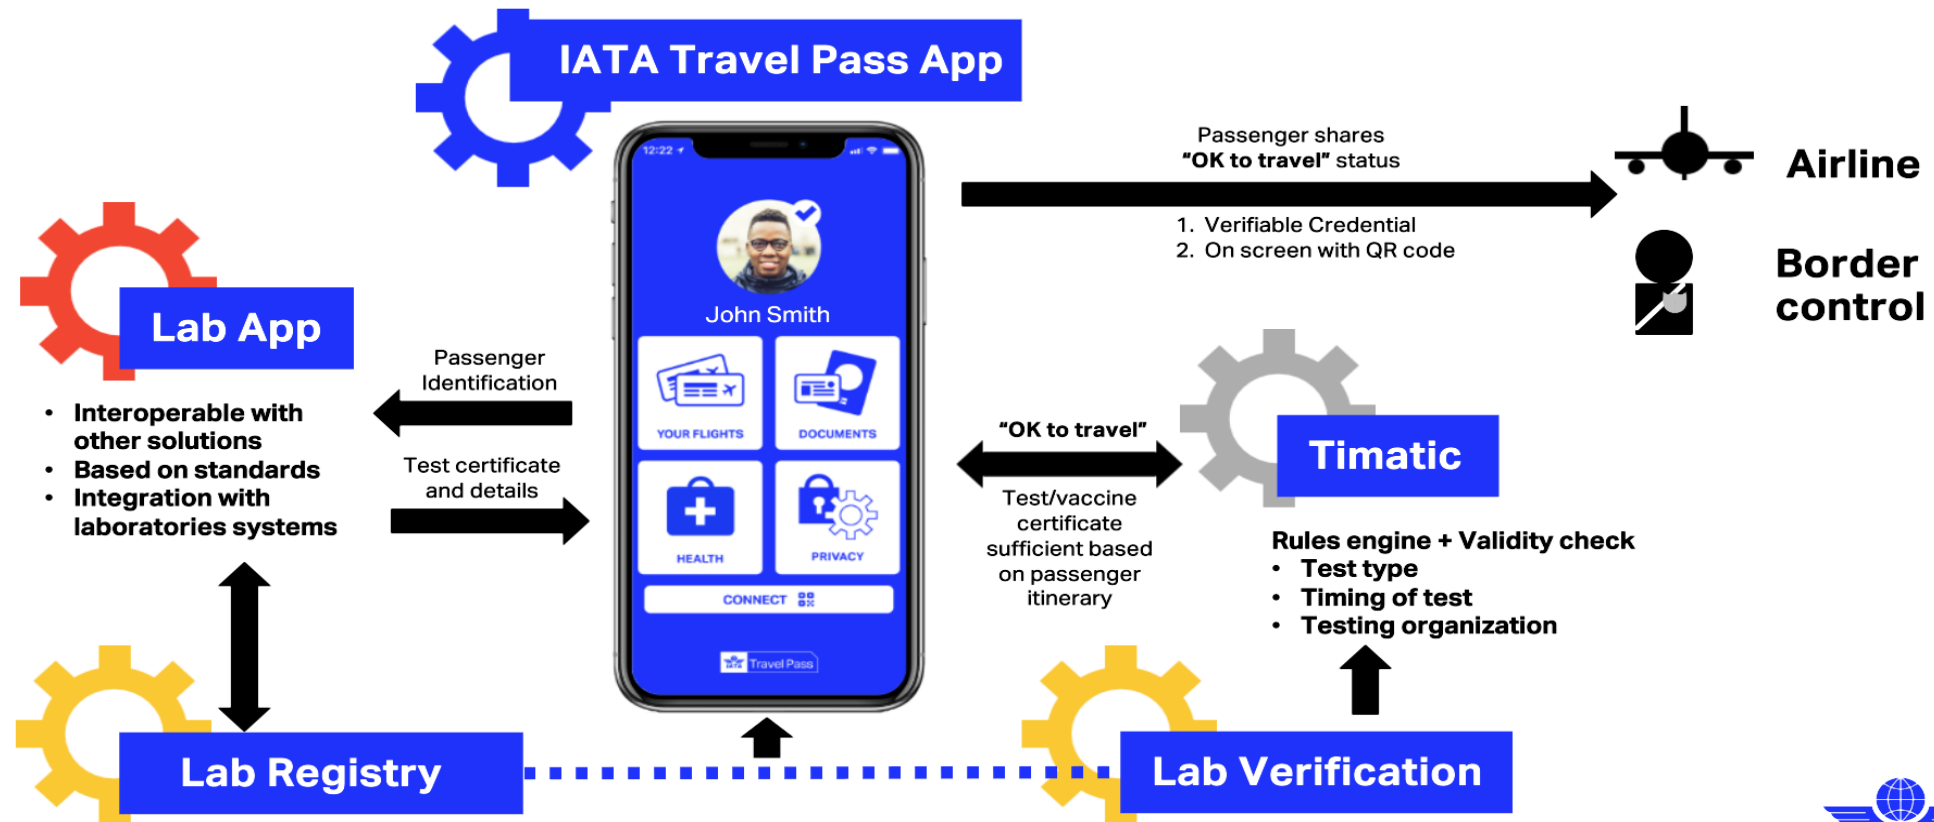 IATA Travel Pass App
12:22
John Smith
YOUR FLIGHTS
DOCUMENTS
HEALTH
PRIVACY
CONNECT
IATA Travel Pass
Passenger shares
“OK to travel” status
1. Verifiable Credential
2. On screen with QR code
Airline
Border
control
Lab App
• Interoperable with
other solutions
• Based on standards
• Integration with
laboratories systems
Passenger
Identification
Test certificate
and details
“OK to travel”
Test/vaccine
certificate
sufficient based
on passenger
itinerary
Timatic
Rules engine + Validity check
• Test type
• Timing of test
• Testing organization
Lab Registry
Lab Verification